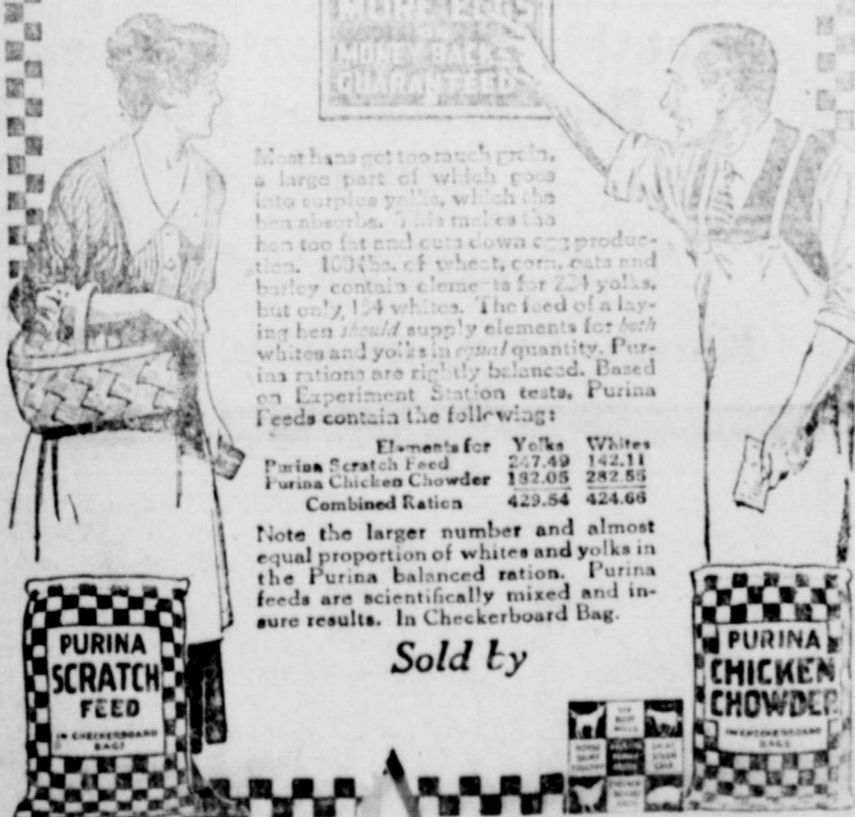 MORE EGGS
OR
MONEY BACK
GUARANTEED
Most hens get too much grain,
a large part of which goes
into surplus yolks, which the
hen absorbs. This makes the
hen too fat and cuts down egg produc-
tion. 100 lbs. of wheat, corn, oats and
barley contain elements for 224 yolks,
but only, 154 whites. The feed of a lay-
ing hen should supply elements for both
whites and yolks in equal quantity. Pur-
ina rations are rightly balanced. Based
on Experiment Station tests, Purina
Feeds contain the following:
Elements for Yolks Whites
Purina Scratch Feed 247.49 142.11
Purina Chicken Chowder 182.05 282.55
Combined Ration 429.54 424.66
Note the larger number and almost
equal proportion of whites and yolks in
the Purina balanced ration. Purina
feeds are scientifically mixed and in-
sure results. In Checkerboard Bag.
Sold by
PURINA
SCRATCH
FEED
IN CHECKERBOARD
BAGS
PURINA
CHICKEN
CHOWDER
IN CHECKERBOARD
BAGS